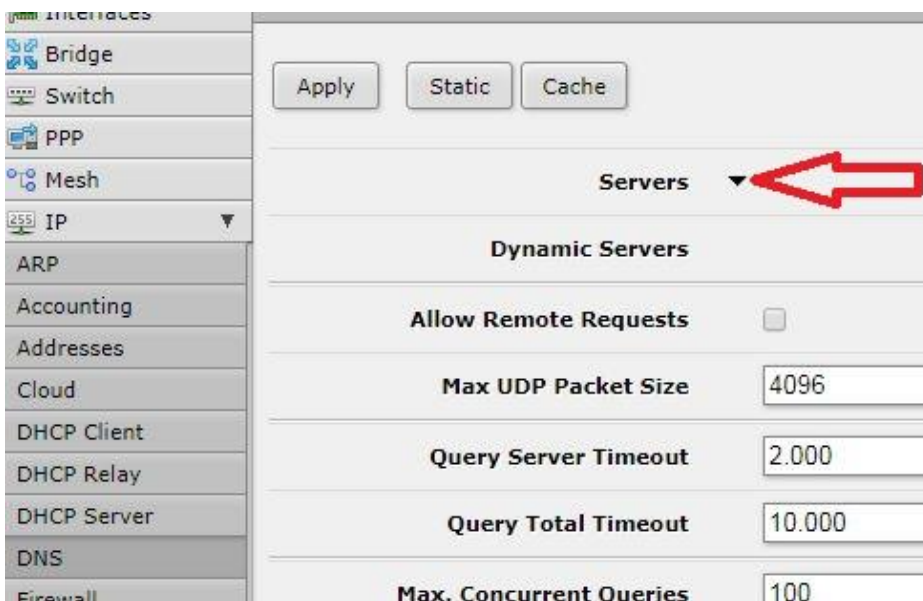 Interfaces
Bridge
Switch
PPP
Mesh
255 IP
ARP
Accounting
Addresses
Cloud
DHCP Client
DHCP Relay
DHCP Server
DNS
Firewall
Apply Static Cache
Servers
Dynamic Servers
Allow Remote Requests
Max UDP Packet Size 4096
Query Server Timeout 2.000
Query Total Timeout 10.000
Max. Concurrent Queries 100